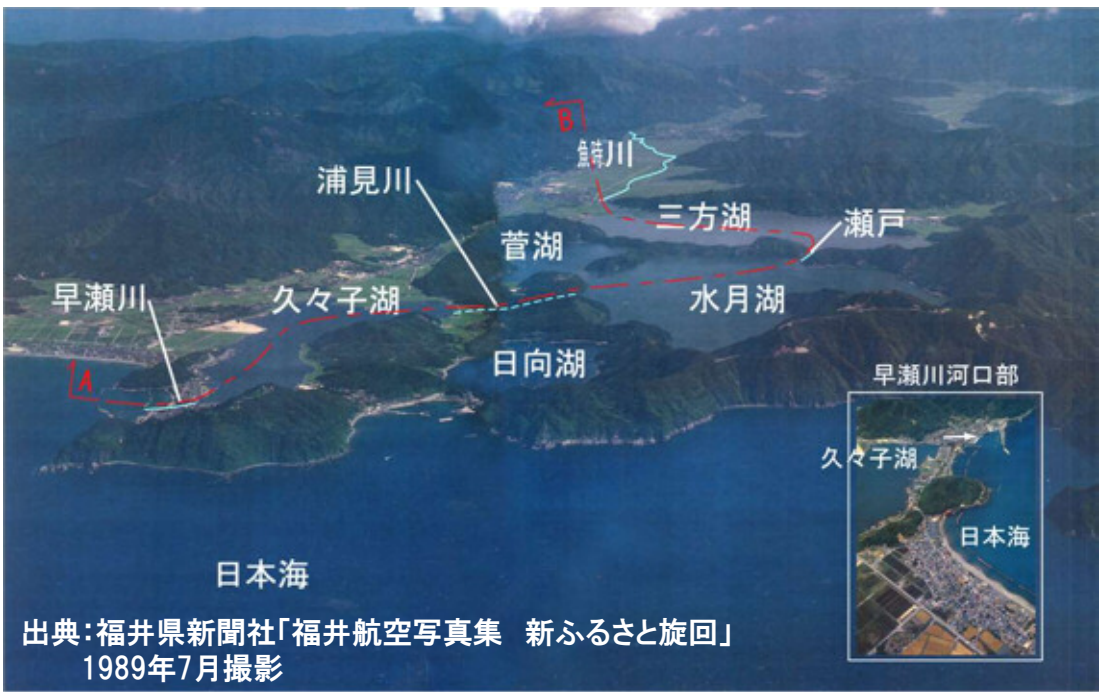 B
鰣川
浦見川
三方湖
瀬戸
菅湖
早瀬川
久々子湖
水月湖
日向湖
A
早瀬川河口部
久々子湖
日本海
日本海
出典:福井県新聞社「福井航空写真集　新ふるさと旋回」
1989年7月撮影